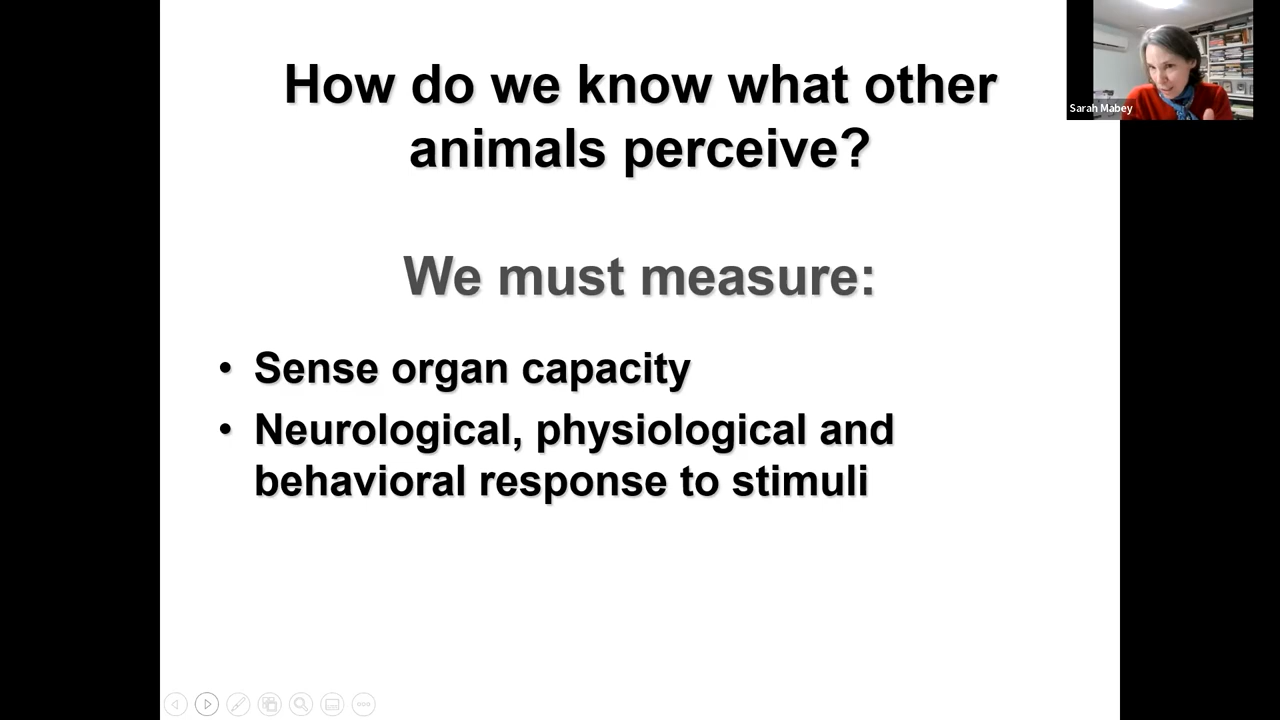 How do we know what other
animals perceive?
Sarah Mabey
We must measure:
• Sense organ capacity
• Neurological, physiological and
behavioral response to stimuli